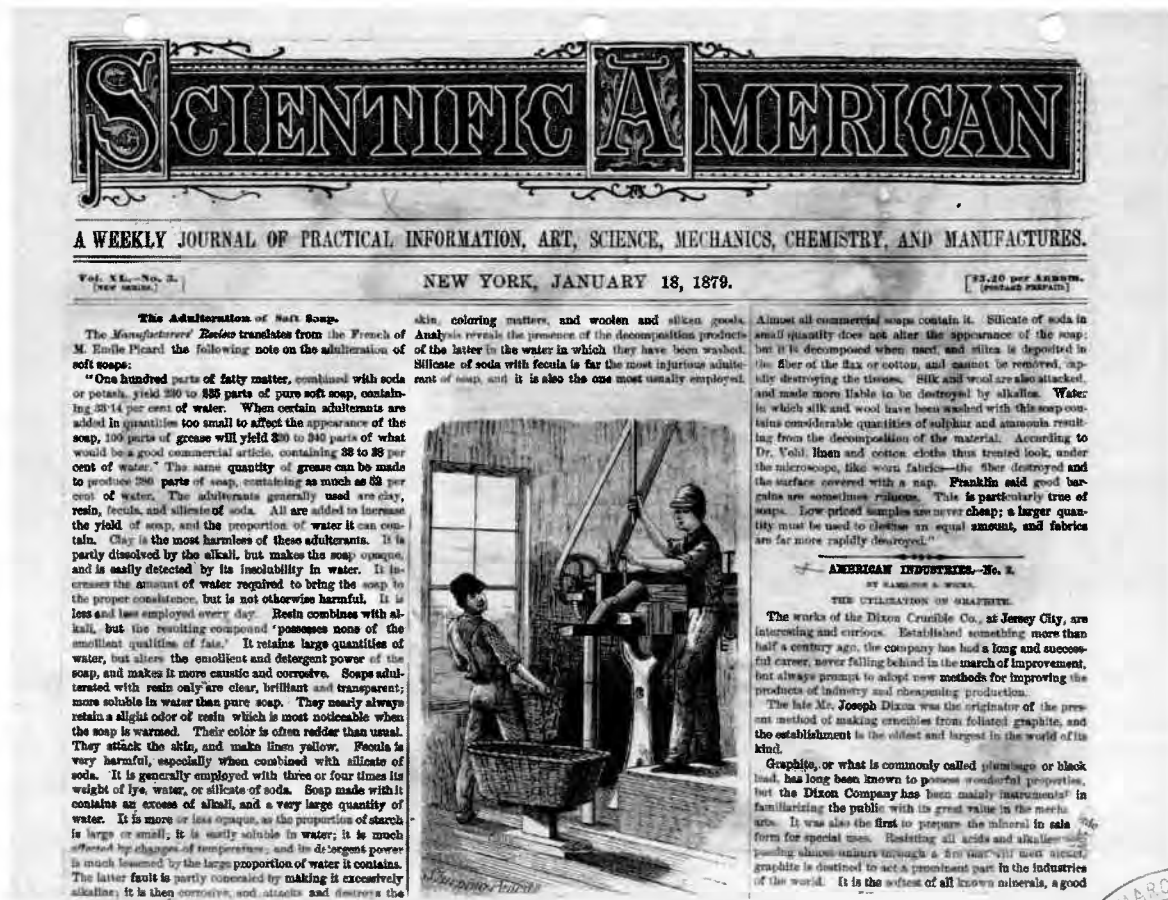 SCIENTIFIC AMERICAN
A WEEKLY JOURNAL OF PRACTICAL INFORMATION, ART, SCIENCE, MECHANICS, CHEMISTRY, AND MANUFACTURES.
Vol. XL.—No. 3.
[NEW SERIES.]
NEW YORK, JANUARY 18, 1879.
[$3.20 per Annum.
[POSTAGE PREPAID.]
The Adulteration of Soft Soap.
The Manufacturers' Review translates from the French of
M. Emile Picard the following note on the adulteration of
soft soaps:
"One hundred parts of fatty matter, combined with soda
or potash, yield to parts of pure soft soap, contain-
ing per cent of water. When certain adulterants are
added in quantities too small to affect the appearance of the
soap, 100 parts of grease will yield to 340 parts of what
would be a good commercial article, containing to per
cent of water. The same quantity of grease can be made
to produce parts of soap, containing as much as per
cent of water. The adulterants generally used are clay,
resin, fecula, and silicate of soda. All are added to increase
the yield of soap, and the proportion of water it can con-
tain. Clay is the most harmless of these adulterants. It is
partly dissolved by the alkali, but makes the soap opaque,
and is easily detected by its insolubility in water. It in-
creases the amount of water required to bring the soap to
the proper consistence, but is not otherwise harmful. It is
less and less employed every day. Resin combines with al-
kali, but the resulting compound 'possesses none of the
emollient qualities of fats.' It retains large quantities of
water, but alters the emollient and detergent power of the
soap, and makes it more caustic and corrosive. Soaps adul-
terated with resin only are clear, brilliant and transparent;
more soluble in water than pure soap. They nearly always
retain a slight odor of resin which is most noticeable when
the soap is warmed. Their color is often redder than usual.
They attack the skin, and make linen yellow. Fecula is
very harmful, especially when combined with silicate of
soda. It is generally employed with three or four times its
weight of lye, water, or silicate of soda. Soap made with it
contains an excess of alkali, and a very large quantity of
water. It is more or less opaque, as the proportion of starch
is large or small; it is easily soluble in water; it is much
affected by changes of temperature; and its detergent power
is much lessened by the large proportion of water it contains.
The latter fault is partly concealed by making it excessively
alkaline; it is then corrosive, and attacks and destroys the
skin, coloring matters, and woolen and silken goods.
Analysis reveals the presence of the decomposition products
of the latter in the water in which they have been washed.
Silicate of soda with fecula is far the most injurious adulte-
rant of soap, and it is also the one most usually employed.
Almost all commercial soaps contain it. Silicate of soda in
small quantity does not alter the appearance of the soap;
but it is decomposed when used, and silica is deposited in
the fiber of the flax or cotton, and cannot be removed, rap-
idly destroying the tissues. Silk and wool are also attacked,
and made more liable to be destroyed by alkalies. Water
in which silk and wool have been washed with this soap con-
tains considerable quantities of sulphur and ammonia result-
ing from the decomposition of the material. According to
Dr. Vohl, linen and cotton cloths thus treated look, under
the microscope, like worn fabrics—the fiber destroyed and
the surface covered with a nap. Franklin said good bar-
gains are sometimes ruinous. This is particularly true of
soaps. Low priced samples are never cheap; a larger quan-
tity must be used to cleanse an equal amount, and fabrics
are far more rapidly destroyed."
AMERICAN INDUSTRIES.—No. 2.
BY HAMILTON S. WICKS.
THE UTILIZATION OF GRAPHITE.
The works of the Dixon Crucible Co., at Jersey City, are
interesting and curious. Established something more than
half a century ago, the company has had a long and success-
ful career, never falling behind in the march of improvement,
but always prompt to adopt new methods for improving the
products of industry and cheapening production.
The late Mr. Joseph Dixon was the originator of the pres-
ent method of making crucibles from foliated graphite, and
the establishment is the oldest and largest in the world of its
kind.
Graphite, or what is commonly called plumbago or black
lead, has long been known to possess wonderful properties,
but the Dixon Company has been mainly instrumental in
familiarizing the public with its great value in the
arts. It was also the first to prepare the mineral in
form for special uses. Resisting all acids and alkalies
passing almost unhurt through a fire that will melt nickel,
graphite is destined to act a prominent part in the industries
of the world. It is the softest of all known minerals, a good